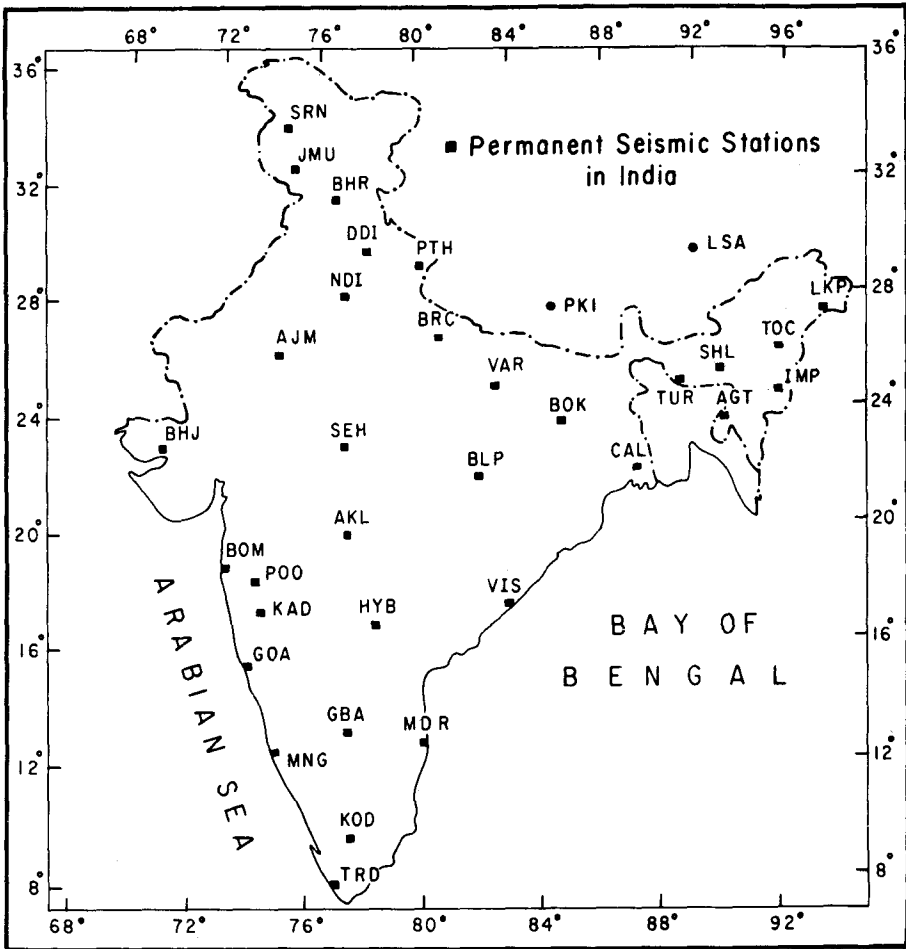 68° 72° 76° 80° 84° 88° 92° 96°
36° 36°
SRN
■ Permanent Seismic Stations
in India
JMU
32° 32°
BHR
DDI
PTH
LSA
NDI
28° 28°
PKI
LKP
BRC
TOC
AJM
SHL
VAR
IMP
TUR
AGT
BOK
24° 24°
BHJ
SEH
CAL
BLP
AKL
20° 20°
BOM
POO
VIS
KAD
HYB
ARABIAN SEA
BAY OF
BENGAL
16° 16°
GOA
GBA
MDR
MNG
12° 12°
KOD
TRD
8° 8°
68° 72° 76° 80° 84° 88° 92°